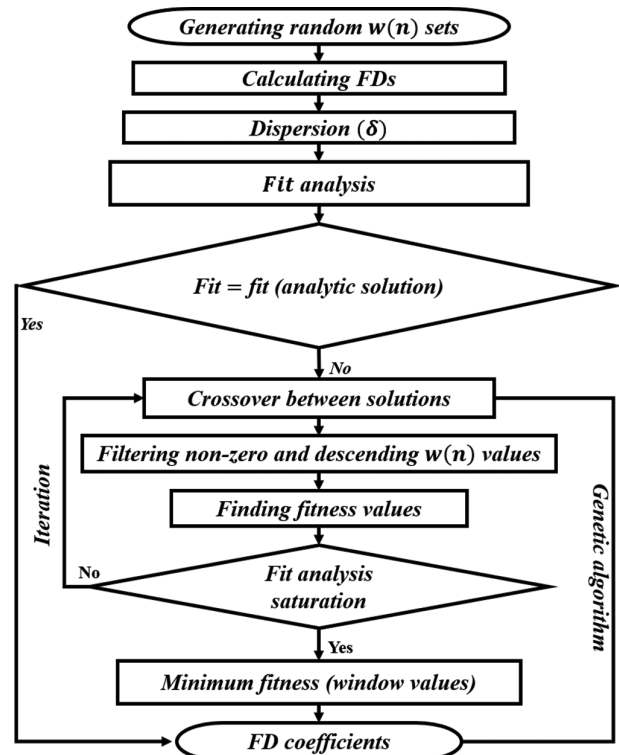 Generating random w(n) sets
Calculating FDs
Dispersion (δ)
Fit analysis
Fit = fit (analytic solution)
Yes
No
Crossover between solutions
Filtering non-zero and descending w(n) values
Finding fitness values
Iteration
Genetic algorithm
No
Fit analysis
saturation
Yes
Minimum fitness (window values)
FD coefficients